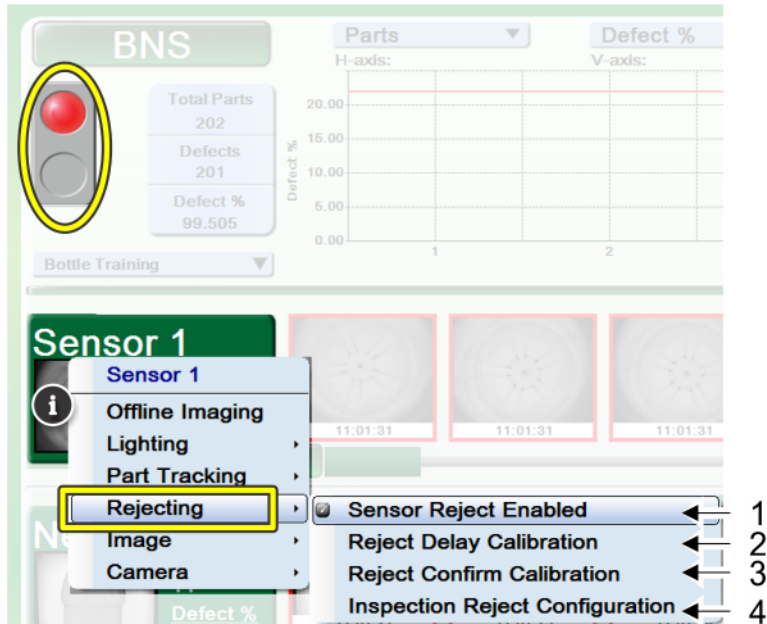 BNS
Parts
Defect %
H-axis:
V-axis:
Total Parts
202
Defects
201
Defect %
99.505
Defect %
20.00
15.00
10.00
5.00
0.00
1
2
Bottle Training
Sensor 1
11:01:31
11:01:31
11:01:31
i
Sensor 1
Offline Imaging
Lighting
Part Tracking
Rejecting
Image
Camera
Sensor Reject Enabled
Reject Delay Calibration
Reject Confirm Calibration
Inspection Reject Configuration
1
2
3
4
Defect %